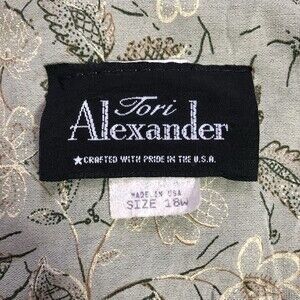 Tori
Alexander
★CRAFTED WITH PRIDE IN THE U.S.A.
MADE IN USA
SIZE 18W